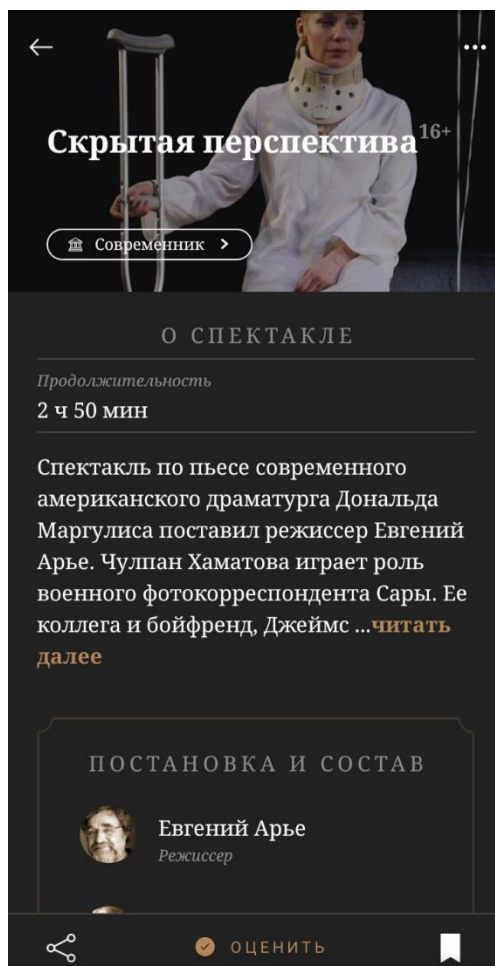 Скрытая перспектива 16+
Современник
О СПЕКТАКЛЕ
Продолжительность
2 ч 50 мин
Спектакль по пьесе современного
американского драматурга Дональда
Маргулиса поставил режиссер Евгений
Арье. Чулпан Хаматова играет роль
военного фотокорреспондента Сары. Ее
коллега и бойфренд, Джеймс ...читать
далее
ПОСТАНОВКА И СОСТАВ
Евгений Арье
Режиссер
ОЦЕНИТЬ